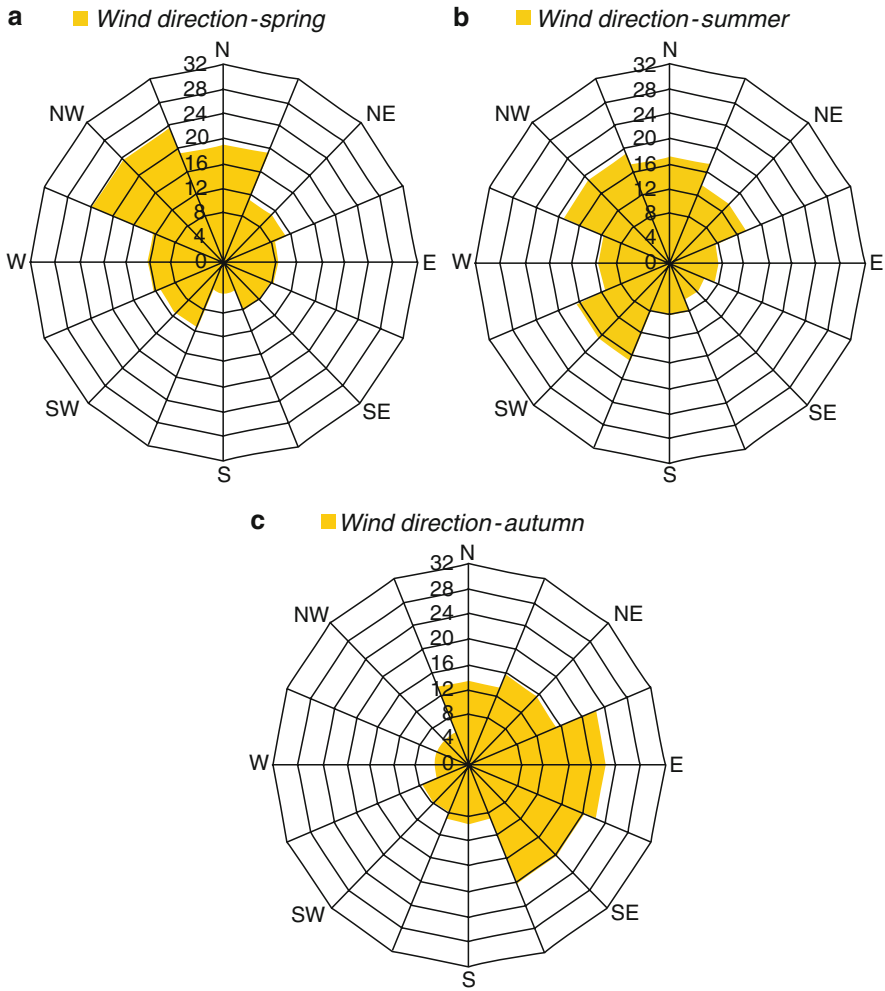 a Wind direction-spring
N
NE
E
SE
S
SW
W
NW
32
28
24
20
16
12
8
4
0
b Wind direction-summer
N
NE
E
SE
S
SW
W
NW
32
28
24
20
16
12
8
4
0
c Wind direction-autumn
N
NE
E
SE
S
SW
W
NW
32
28
24
20
16
12
8
4
0